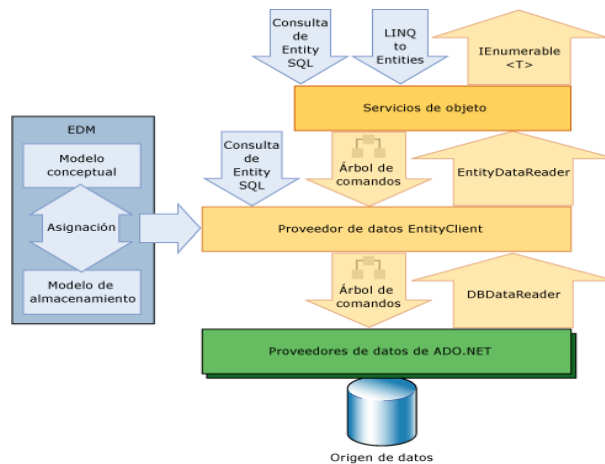 Consulta
de
Entity
SQL
LINQ
to
Entities
IEnumerable
<T>
Servicios de objeto
EDM
Modelo
conceptual
Asignación
Modelo de
almacenamiento
Consulta
de
Entity
SQL
Árbol de
comandos
EntityDataReader
Proveedor de datos EntityClient
Árbol de
comandos
DBDataReader
Proveedores de datos de ADO.NET
Origen de datos